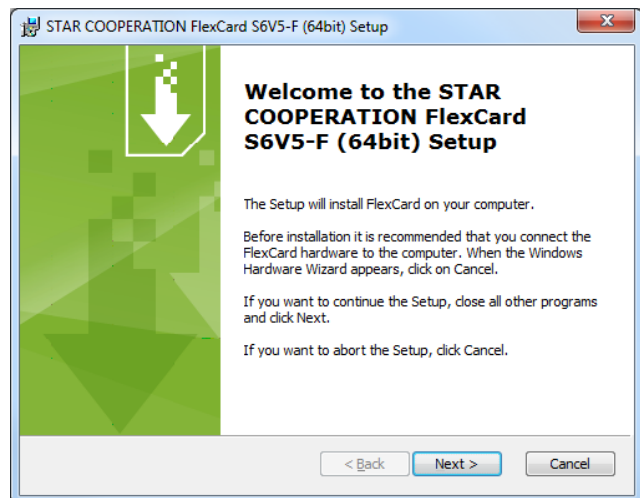 STAR COOPERATION FlexCard S6V5-F (64bit) Setup
Welcome to the STAR
COOPERATION FlexCard
S6V5-F (64bit) Setup
The Setup will install FlexCard on your computer.
Before installation it is recommended that you connect the
FlexCard hardware to the computer. When the Windows
Hardware Wizard appears, click on Cancel.
If you want to continue the Setup, close all other programs
and click Next.
If you want to abort the Setup, click Cancel.
< Back
Next >
Cancel